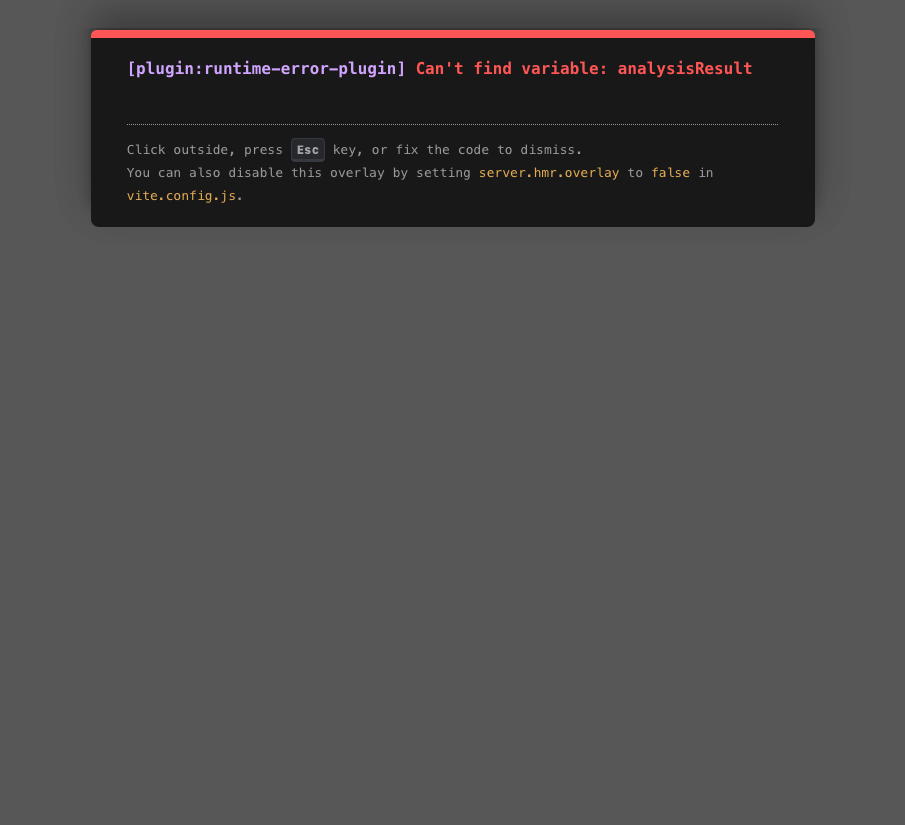 [plugin:runtime-error-plugin] Can't find variable: analysisResult
Click outside, press Esc key, or fix the code to dismiss.
You can also disable this overlay by setting server.hmr.overlay to false in
vite.config.js.